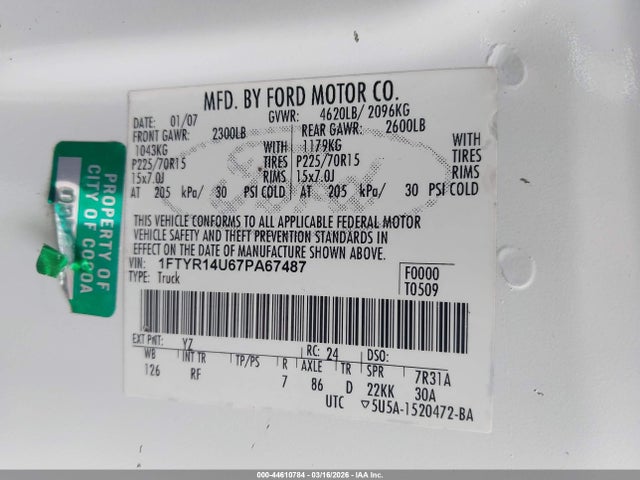 MFD. BY FORD MOTOR CO.
DATE: 01/07 GVWR: 4620LB/ 2096KG
FRONT GAWR: 2300LB REAR GAWR: 2600LB
1043KG WITH 1179KG WITH
P225/70R15 TIRES P225/70R15 TIRES
15x7.0J RIMS 15x7.0J RIMS
AT 205 kPa/ 30 PSI COLD AT 205 kPa/ 30 PSI COLD
THIS VEHICLE CONFORMS TO ALL APPLICABLE FEDERAL MOTOR
VEHICLE SAFETY AND THEFT PREVENTION STANDARDS IN
EFFECT ON THE DATE OF MANUFACTURE SHOWN ABOVE.
VIN: 1FTYR14U67PA67487
TYPE: Truck
F0000
T0509
EXT PNT: YZ RC: 24 DSO:
WB INT TR TP/PS R AXLE TR SPR 7R31A
126 RF 7 86 D 22KK 30A
UTC ▽5U5A-1520472-BA
PROPERTY OF
CITY OF COCOA
Ford
000-44610784 - 03/16/2026 - IAA Inc.